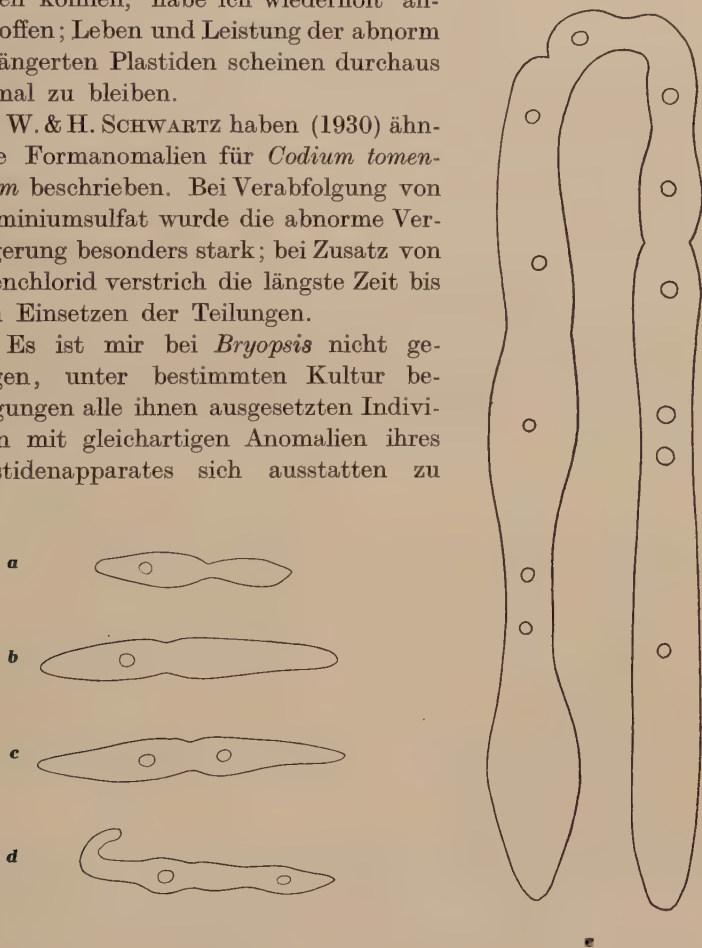 können, habe ich wiederholt an-
offen; Leben und Leistung der abnorm
ängerten Plastiden scheinen durchaus
mal zu bleiben.
W. & H. SCHWARTZ haben (1930) ähn-
e Formanomalien für Codium tomen-
m beschrieben. Bei Verabfolgung von
miniumsulfat wurde die abnorme Ver-
gerung besonders stark; bei Zusatz von
enchlorid verstrich die längste Zeit bis
Einsetzen der Teilungen.
Es ist mir bei Bryopsis nicht ge-
gen, unter bestimmten Kultur be-
gungen alle ihnen ausgesetzten Indivi-
n mit gleichartigen Anomalien ihres
stidenapparates sich ausstatten zu
a
b
c
d
e